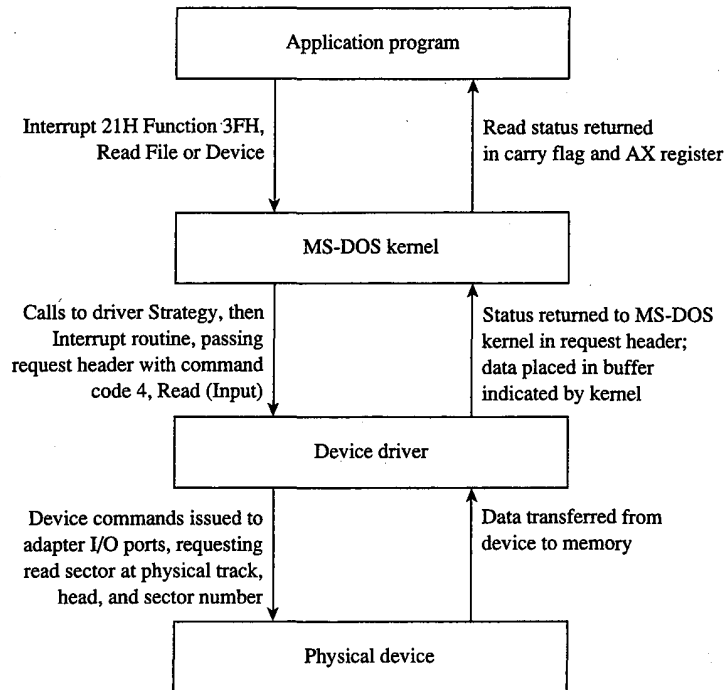 Application program
Interrupt 21H Function 3FH,
Read File or Device
Read status returned
in carry flag and AX register
MS-DOS kernel
Calls to driver Strategy, then
Interrupt routine, passing
request header with command
code 4, Read (Input)
Status returned to MS-DOS
kernel in request header;
data placed in buffer
indicated by kernel
Device driver
Device commands issued to
adapter I/O ports, requesting
read sector at physical track,
head, and sector number
Data transferred from
device to memory
Physical device